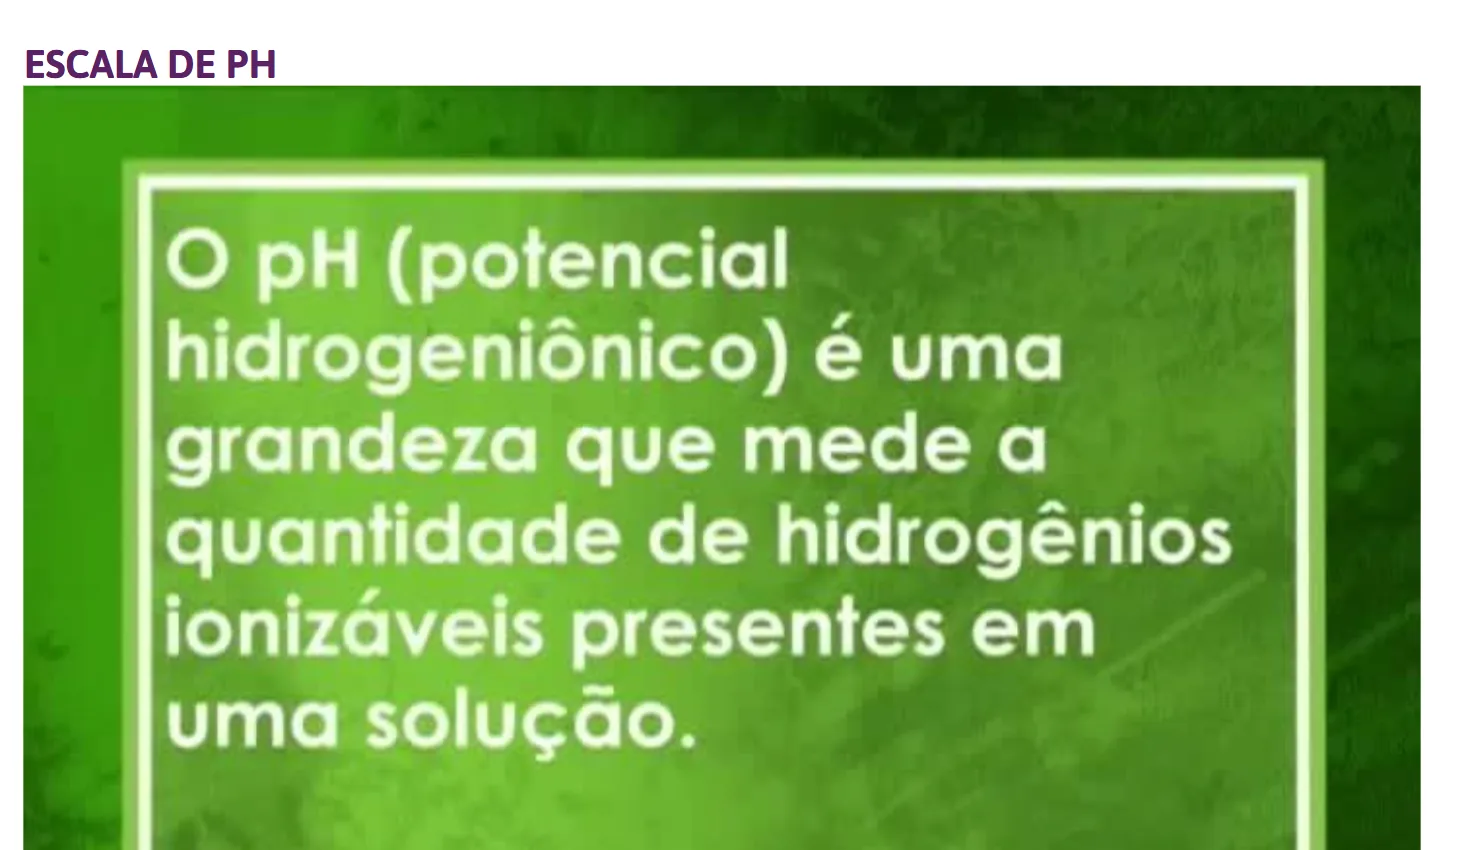 ESCALA DE PH
O pH (potencial
hidrogeniônico) é uma
grandeza que mede a
quantidade de hidrogênios
ionizáveis presentes em
uma solução.